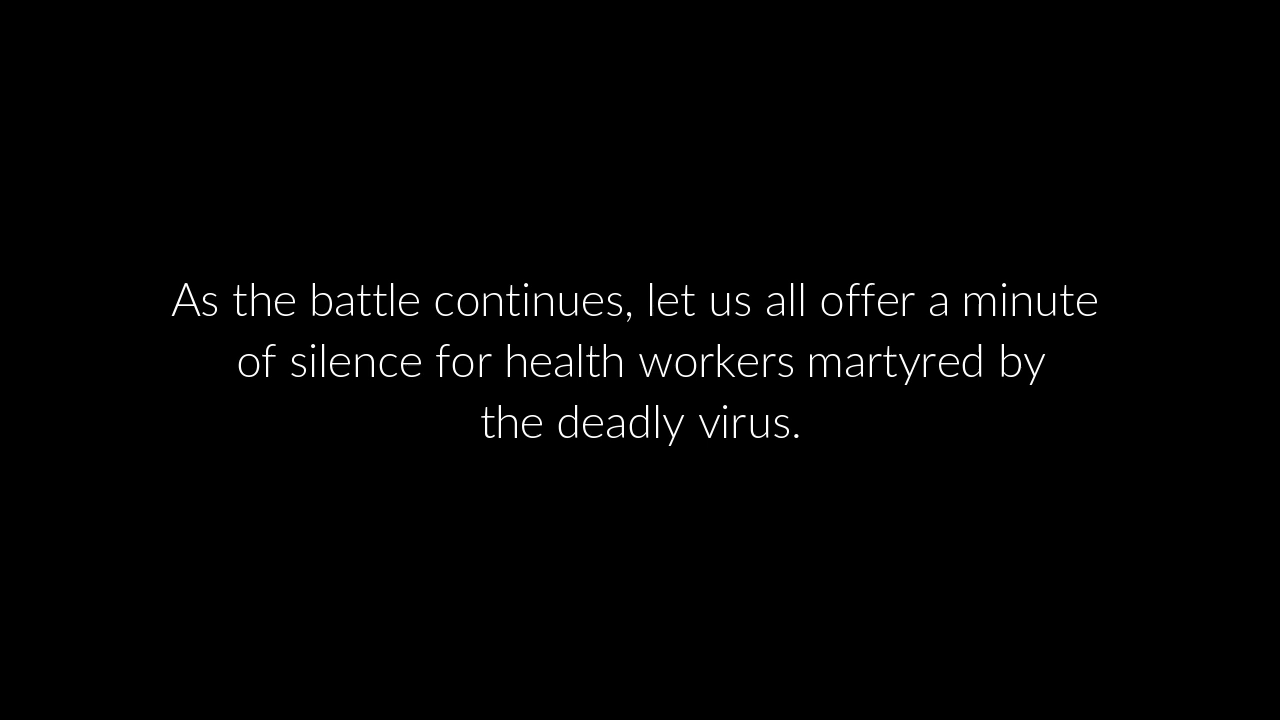 As the battle continues, let us all offer a minute
of silence for health workers martyred by
the deadly virus.